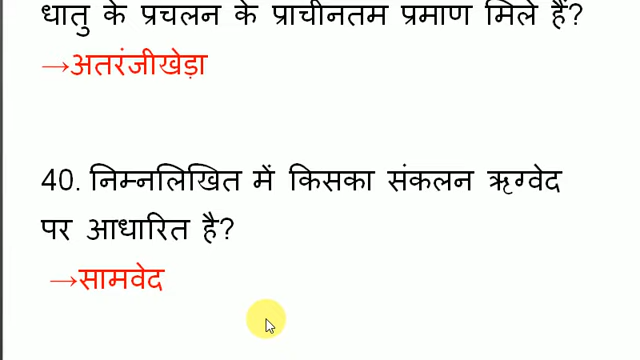 धातु के प्रचलन के प्राचीनतम प्रमाण मिले हैं?
→अतरंजीखेड़ा
40. निम्नलिखित में किसका संकलन ऋग्वेद
पर आधारित है?
→सामवेद